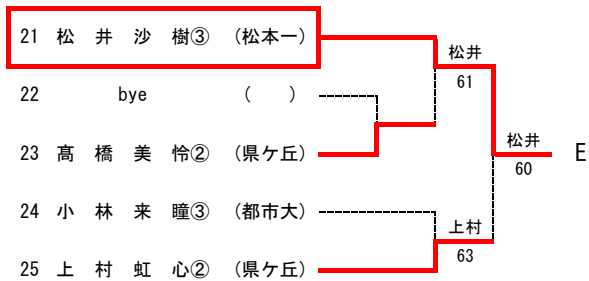 21 松 井 沙 樹③ (松本一)
松井
61
22 bye ( )
23 髙 橋 美 怜② (県ケ丘)
松井
60
E
24 小 林 来 瞳③ (都市大)
上村
63
25 上 村 虹 心② (県ケ丘)